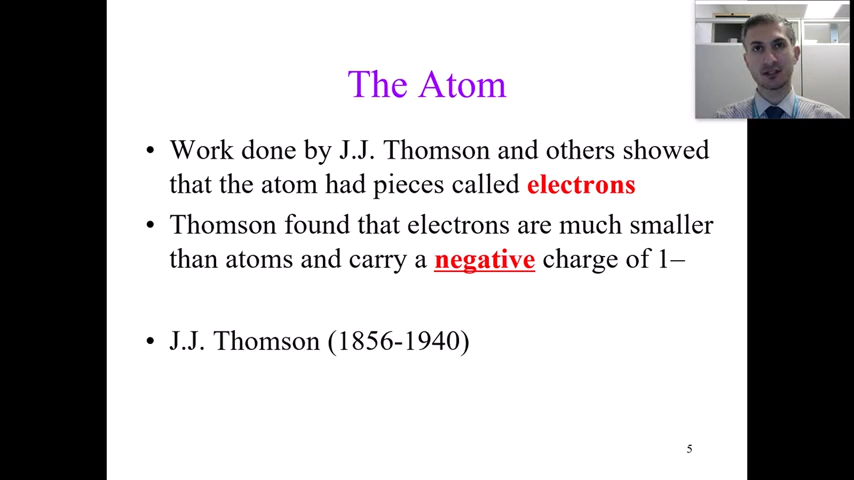 The Atom
• Work done by J.J. Thomson and others showed
that the atom had pieces called electrons
• Thomson found that electrons are much smaller
than atoms and carry a negative charge of 1–
• J.J. Thomson (1856-1940)
5